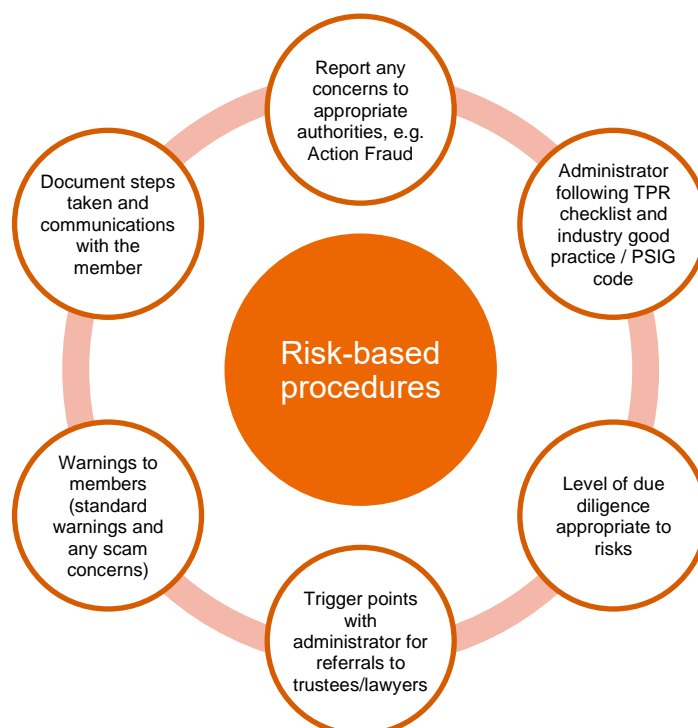 Report any
concerns to
appropriate
authorities, e.g.
Action Fraud
Administrator
following TPR
checklist and
industry good
practice / PSIG
code
Level of due
diligence
appropriate to
risks
Trigger points
with
administrator for
referrals to
trustees/lawyers
Warnings to
members
(standard
warnings and
any scam
concerns)
Document steps
taken and
communications
with the
member
Risk-based
procedures